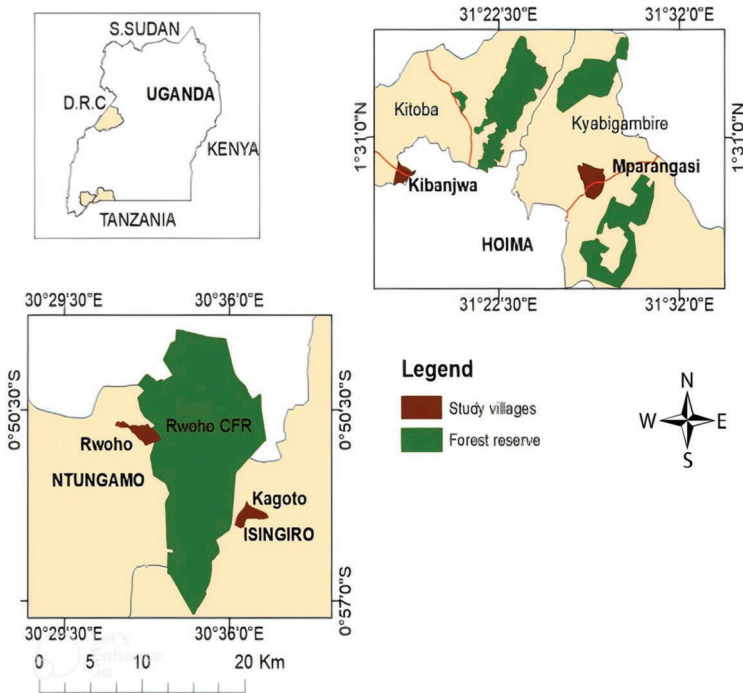 S.SUDAN
D.R.C
UGANDA
KENYA
TANZANIA
31°22'30"E
31°32'0"E
1°31'0"N
1°31'0"N
Kitoba
Kyabigambire
Kibanjwa
Mparangasi
HOIMA
31°22'30"E
31°32'0"E
30°29'30"E
30°36'0"E
0°50'30"S
0°50'30"S
Rwoho CFR
Rwoho
NTUNGAMO
Kagoto
ISINGIRO
0°57'0"S
30°29'30"E
30°36'0"E
Legend
Study villages
Forest reserve
N
W
E
S
Let's
Enhance
.io
0 5 10 20 Km